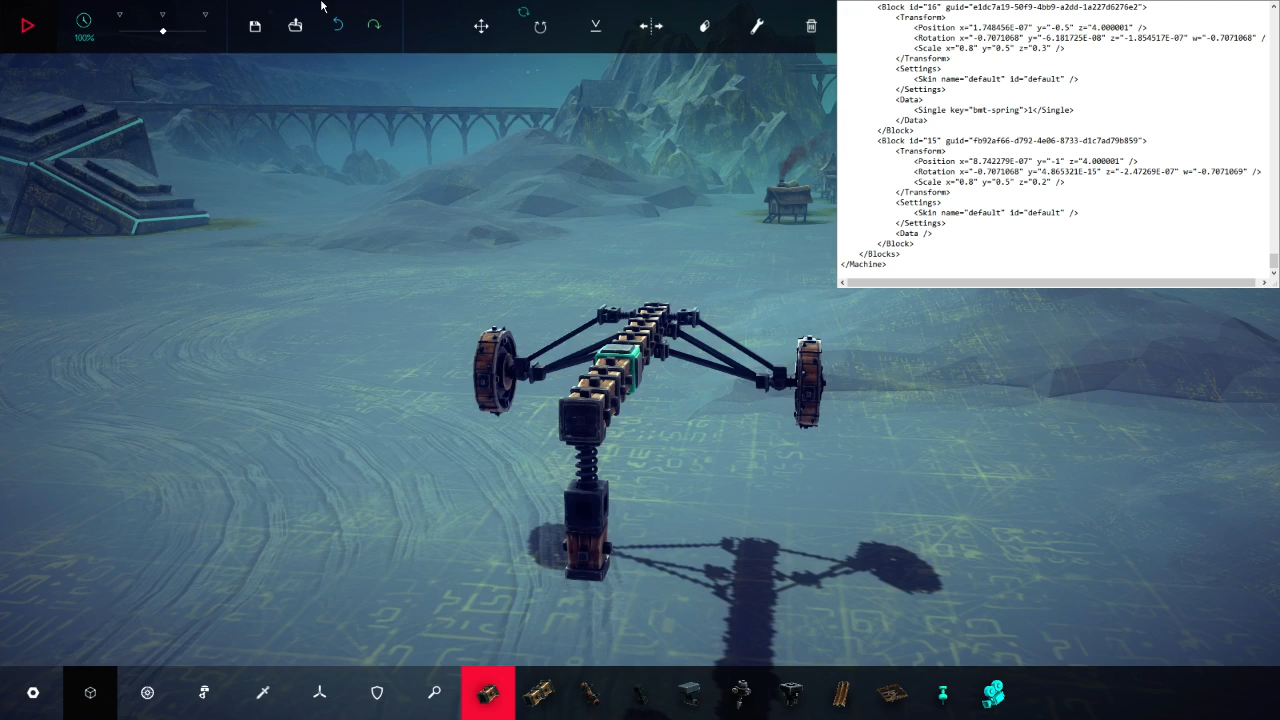 100%
<Block id="16" guid="e1dc7a19-50f9-4bb9-a2dd-1a227d6276e2">
<Transform>
<Position x="1.748456E-07" y="-0.5" z="4.000001" />
<Rotation x="-0.7071068" y="-6.181725E-08" z="-1.854517E-07" w="-0.7071068" /
<Scale x="0.8" y="0.5" z="0.3" />
</Transform>
<Settings>
<Skin name="default" id="default" />
</Settings>
<Data>
<Single key="bmt-spring">1</Single>
</Data>
</Block>
<Block id="15" guid="fb92af66-d792-4e06-8733-d1c7ad79b859">
<Transform>
<Position x="8.742279E-07" y="-1" z="4.000001" />
<Rotation x="-0.7071068" y="4.865321E-15" z="-2.47269E-07" w="-0.7071069" />
<Scale x="0.8" y="0.5" z="0.2" />
</Transform>
<Settings>
<Skin name="default" id="default" />
</Settings>
<Data />
</Block>
</Blocks>
</Machine>